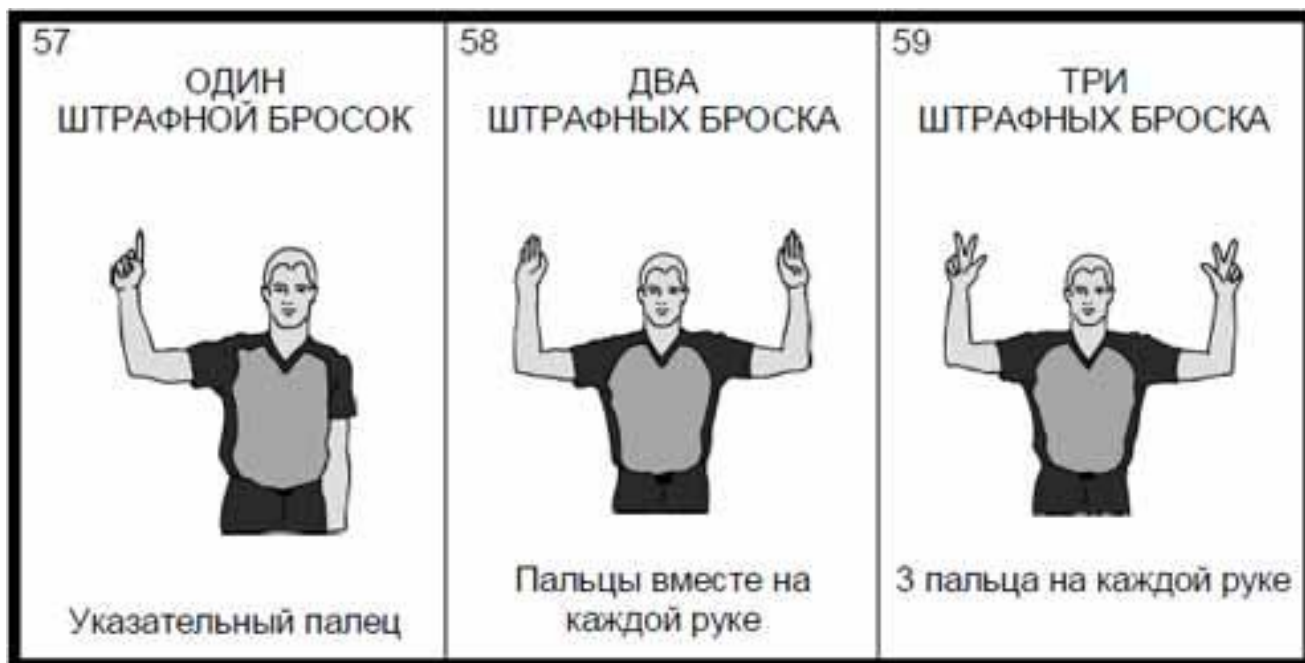 57
ОДИН
ШТРАФНОЙ БРОСОК
Указательный палец
58
ДВА
ШТРАФНЫХ БРОСКА
Пальцы вместе на
каждой руке
59
ТРИ
ШТРАФНЫХ БРОСКА
3 пальца на каждой руке